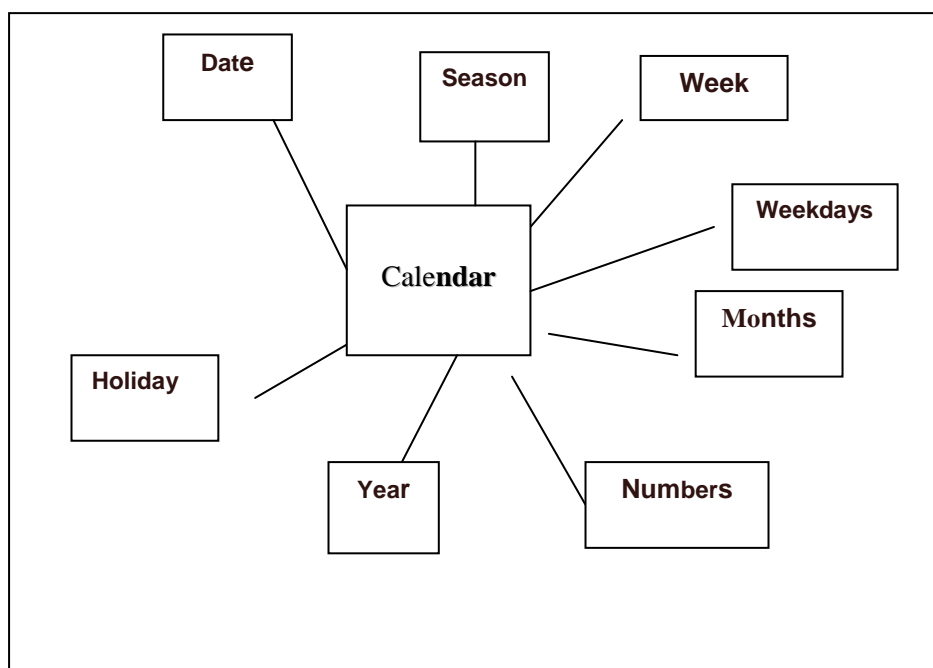 Date
Season
Week
Weekdays
Calendar
Months
Holiday
Year
Numbers